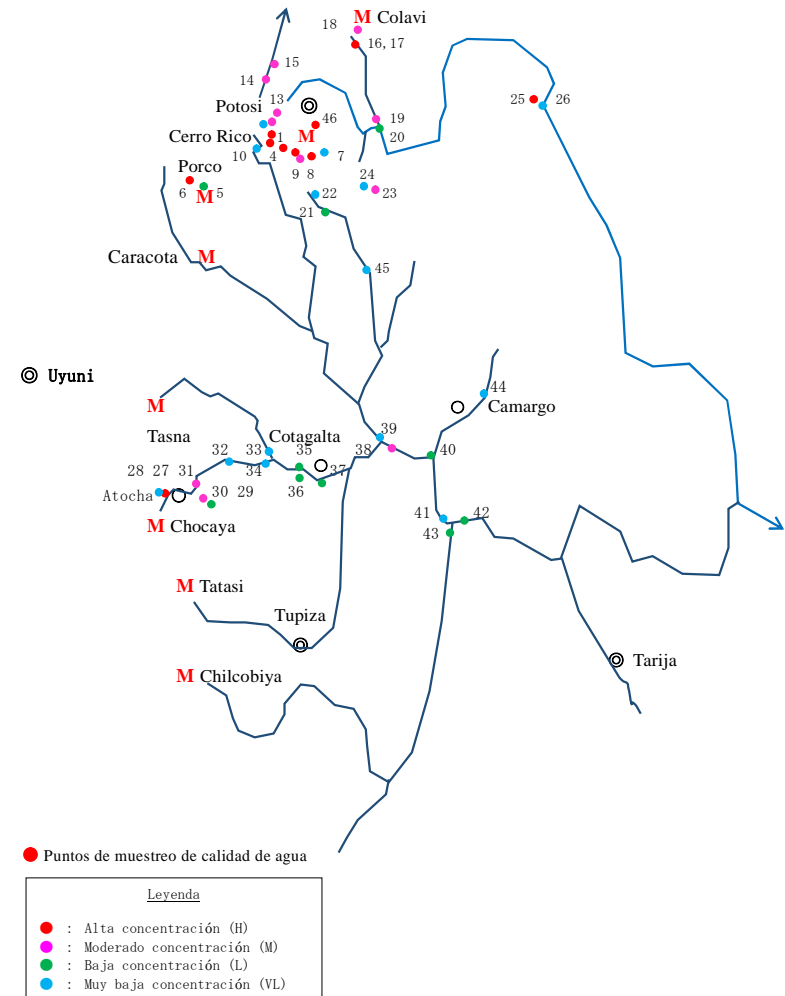 18 M Colavi
16, 17
15
14
13
Potosi
46
19
25 26
Cerro Rico 1 M
20
10 4 7
9 8
Porco
24
6 M 5
22 23
21
Caracota M
45
Uyuni
44
M
Camargo
39
Tasna Cotagalta
32 33 35 38 40
28 27 31 34 37
Atocha 30 29 36
41 42
M Chocaya
43
M Tatasi
Tupiza
Tarija
M Chilcobiya
Puntos de muestreo de calidad de agua
Leyenda
: Alta concentración (H)
: Moderado concentración (M)
: Baja concentración (L)
: Muy baja concentración (VL)